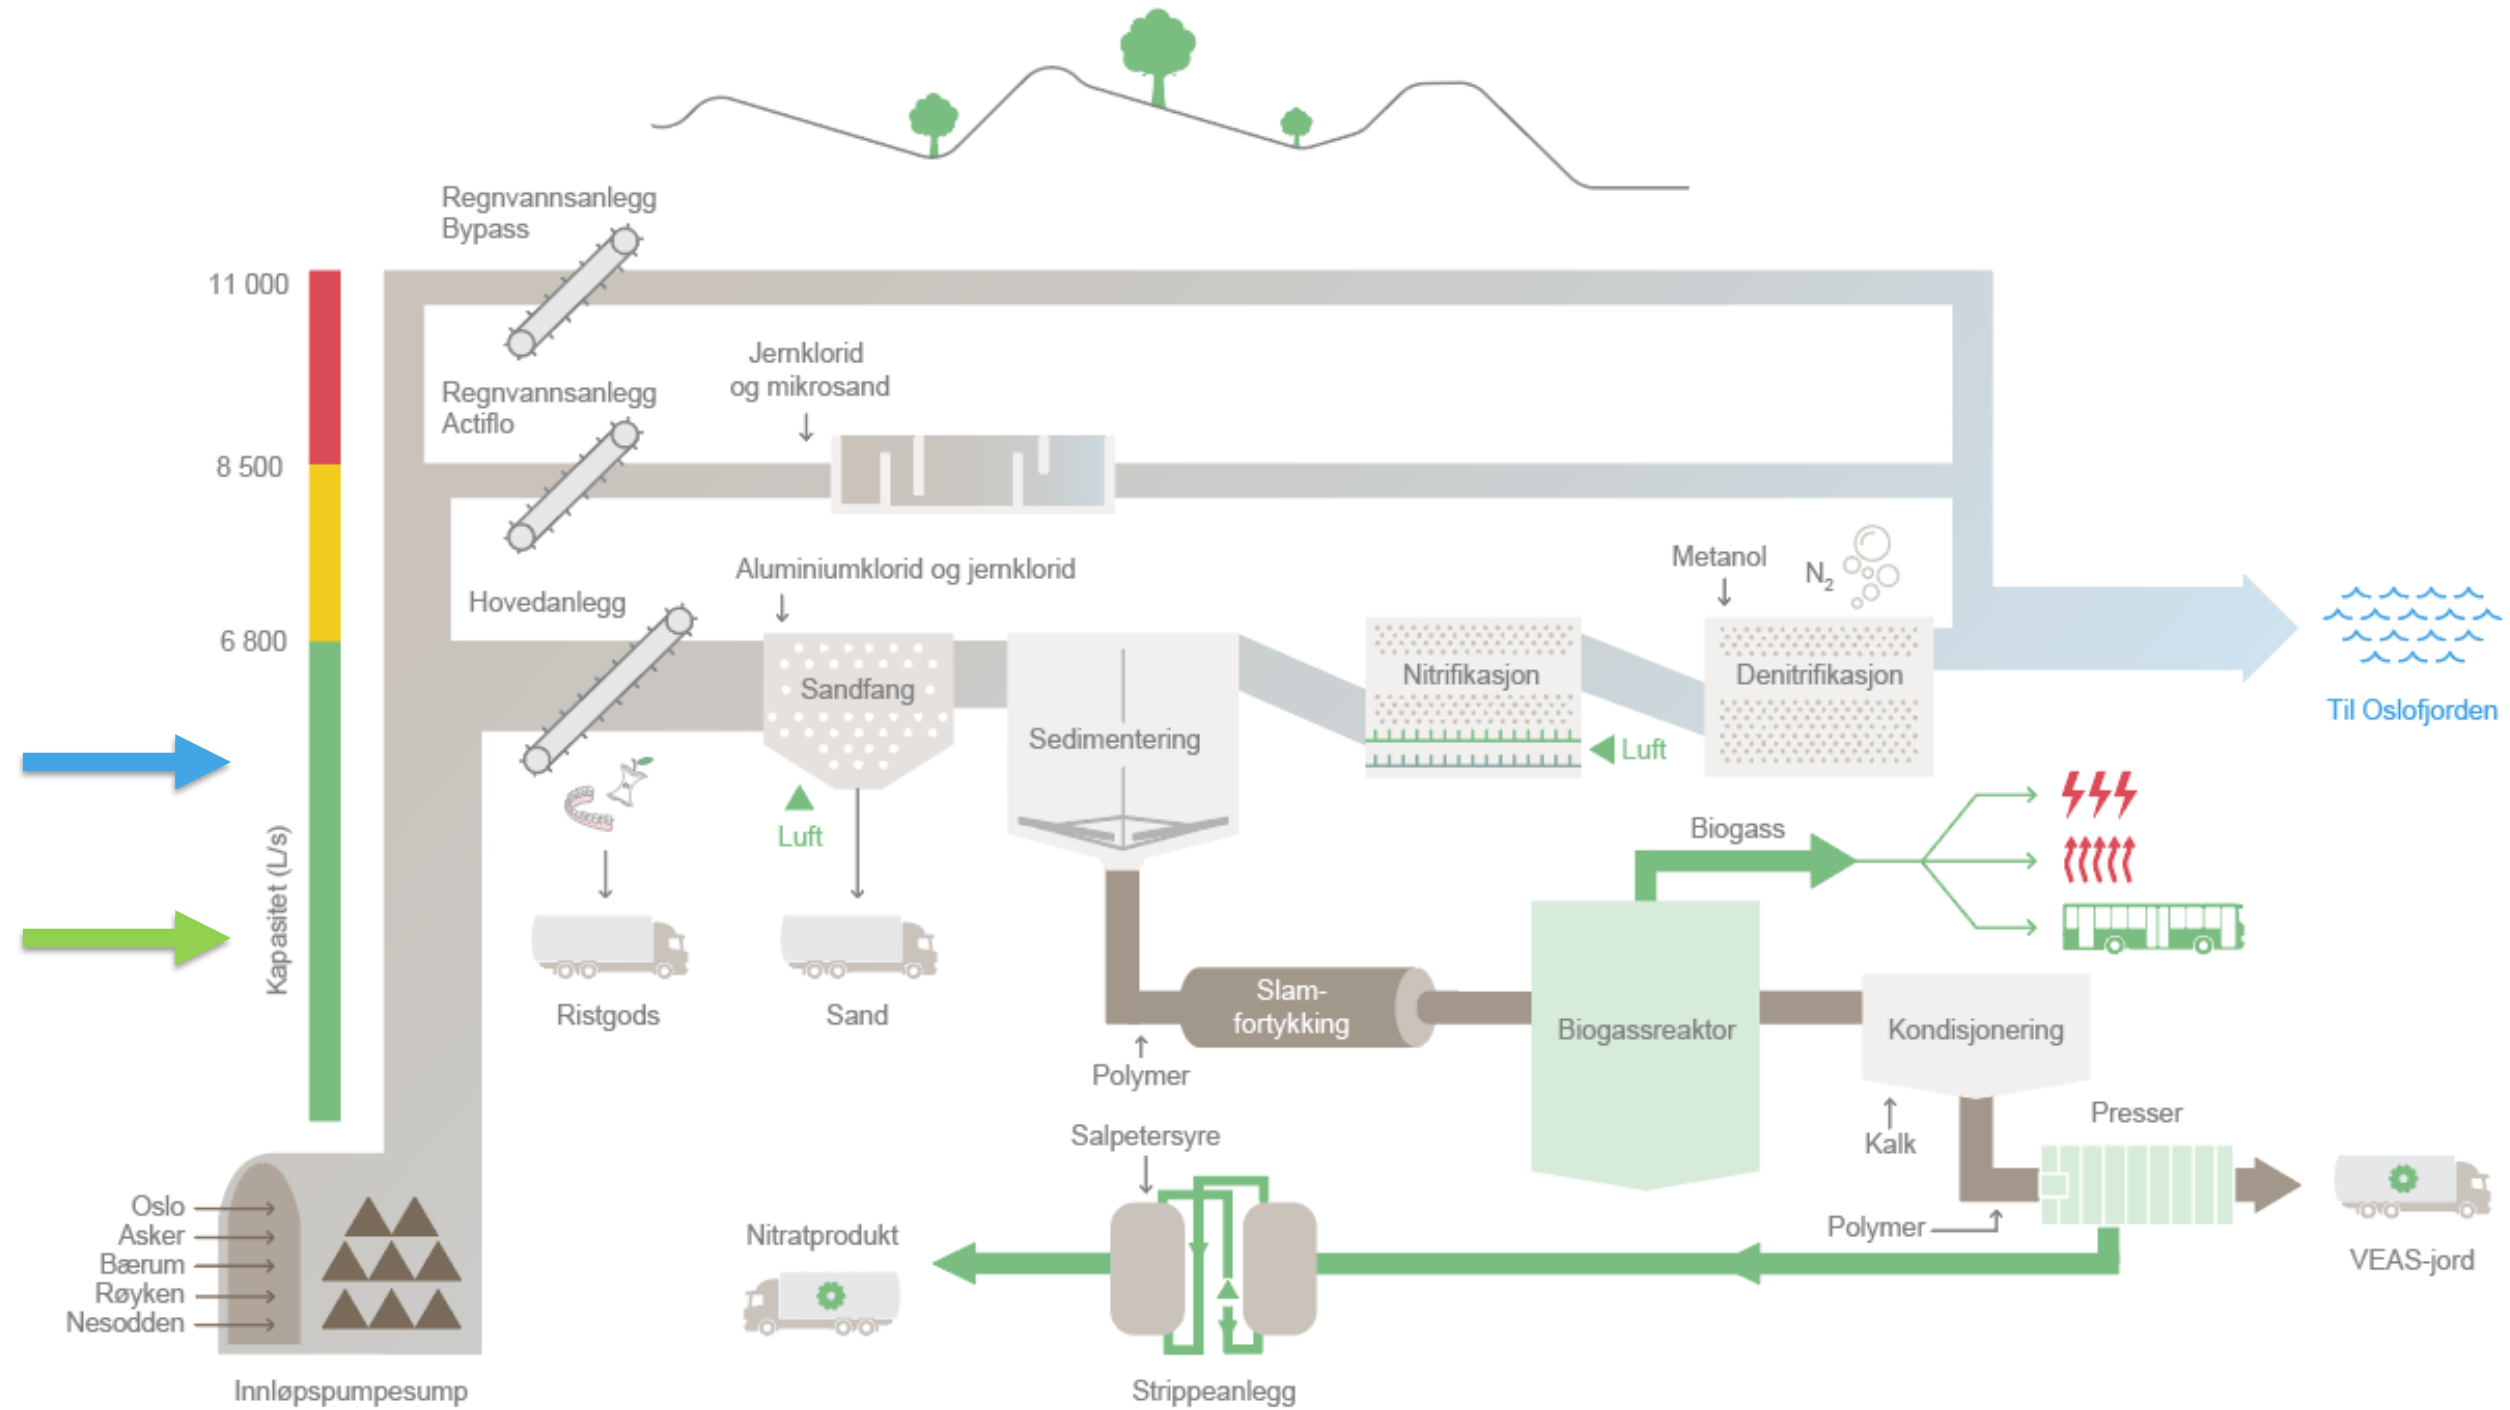 Regnvannsanlegg
Bypass
11 000
Jernklorid
og mikrosand
Regnvannsanlegg
Actiflo
8 500
Aluminiumklorid og jernklorid
Metanol
N₂
Hovedanlegg
6 800
Sandfang
Sedimentering
Nitrifikasjon
Denitrifikasjon
Luft
Til Oslofjorden
Luft
Kapasitet (L/s)
Biogass
Ristgods
Sand
Slam-
fortykking
Biogassreaktor
Kondisjonering
Polymer
Presser
Kalk
Salpetersyre
Oslo
Asker
Bærum
Røyken
Nesodden
Nitratprodukt
Polymer
VEAS-jord
Innløpspumpesump
Strippeanlegg